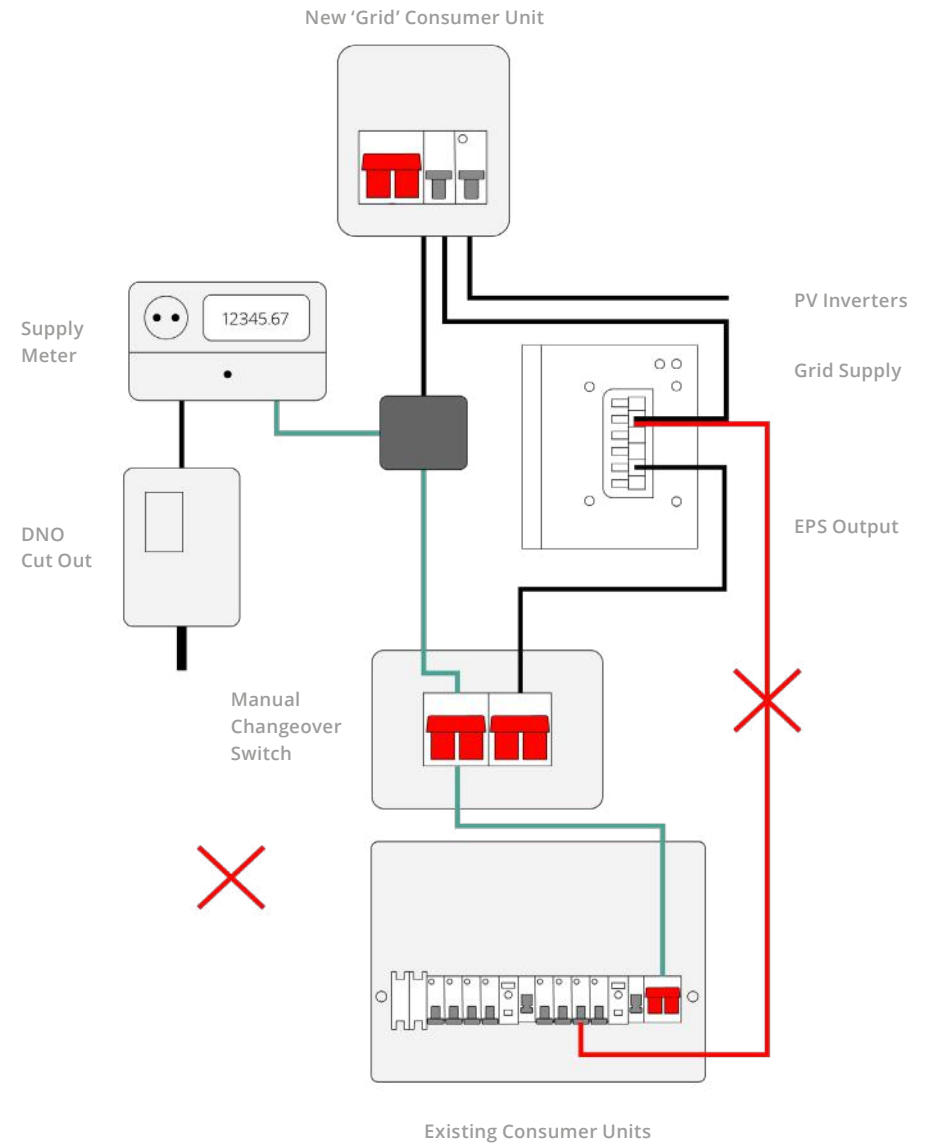 New ‘Grid’ Consumer Unit
PV Inverters
Supply
Meter
12345.67
Grid Supply
DNO
Cut Out
EPS Output
Manual
Changeover
Switch
Existing Consumer Units